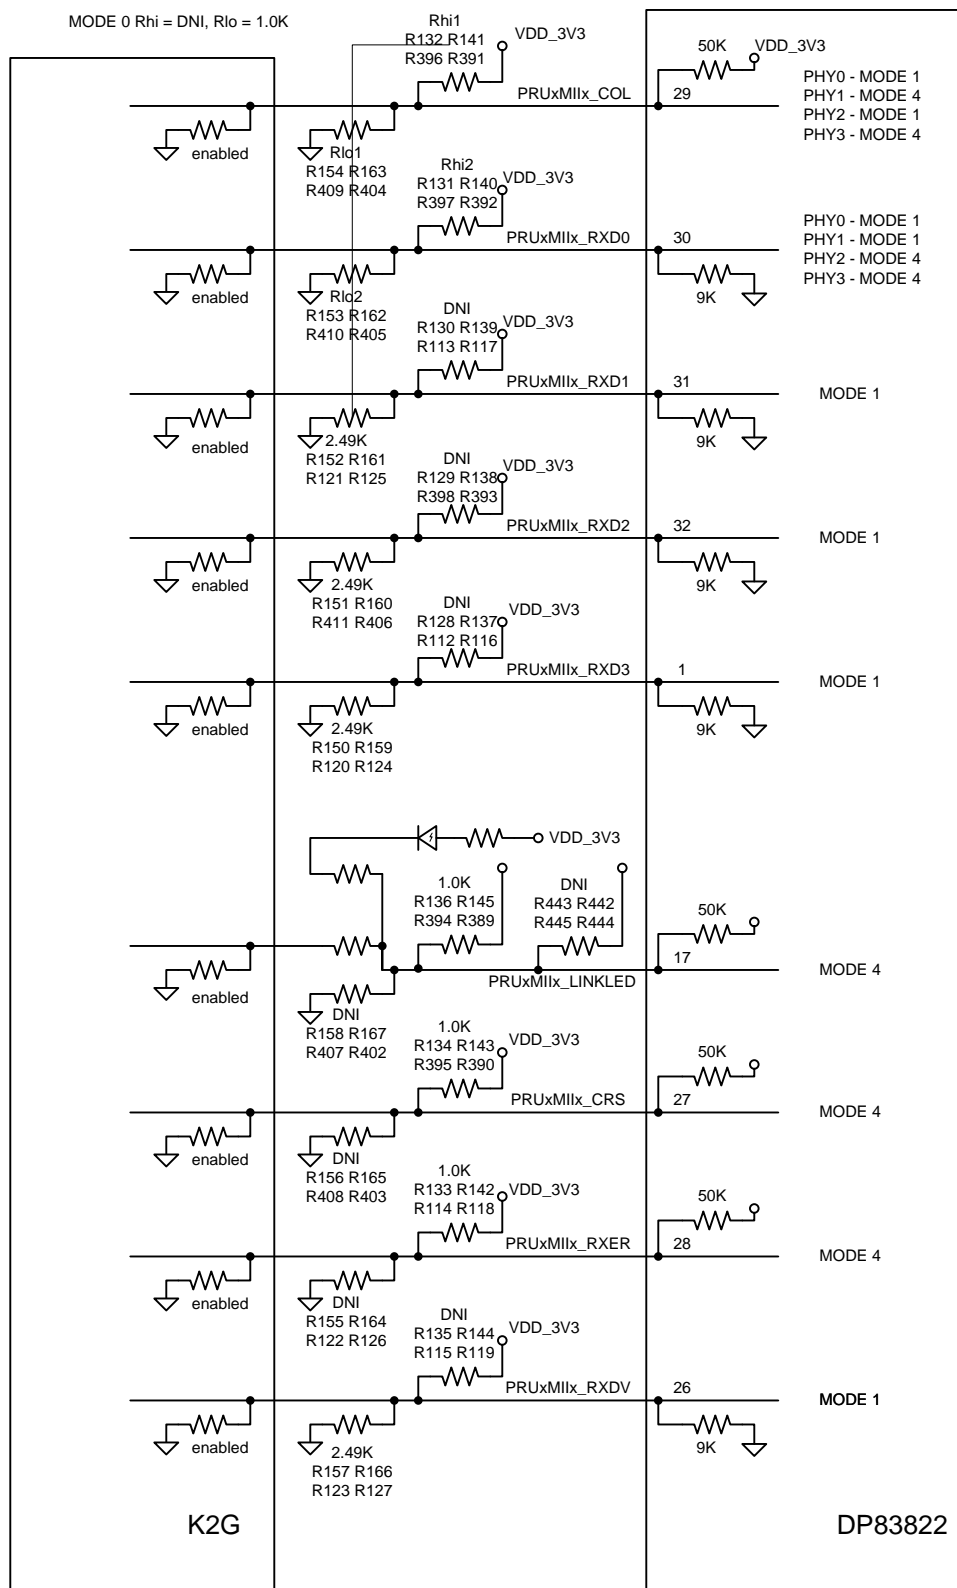 MODE 0 Rhi = DNI, Rlo = 1.0K
Rhi1
R132 R141
R396 R391
VDD_3V3
50K
VDD_3V3
PRUxMIIx_COL
29
PHY0 - MODE 1
PHY1 - MODE 4
PHY2 - MODE 1
PHY3 - MODE 4
enabled
Rlo1
R154 R163
R409 R404
Rhi2
R131 R140
R397 R392
VDD_3V3
PRUxMIIx_RXD0
30
PHY0 - MODE 1
PHY1 - MODE 1
PHY2 - MODE 4
PHY3 - MODE 4
enabled
Rlo2
R153 R162
R410 R405
9K
DNI
R130 R139
R113 R117
VDD_3V3
PRUxMIIx_RXD1
31
MODE 1
enabled
2.49K
R152 R161
R121 R125
9K
DNI
R129 R138
R398 R393
VDD_3V3
PRUxMIIx_RXD2
32
MODE 1
enabled
2.49K
R151 R160
R411 R406
9K
DNI
R128 R137
R112 R116
VDD_3V3
PRUxMIIx_RXD3
1
MODE 1
enabled
2.49K
R150 R159
R120 R124
9K
VDD_3V3
1.0K
R136 R145
R394 R389
DNI
R443 R442
R445 R444
50K
17
PRUxMIIx_LINKLED
MODE 4
enabled
DNI
R158 R167
R407 R402
1.0K
R134 R143
R395 R390
VDD_3V3
50K
PRUxMIIx_CRS
27
MODE 4
enabled
DNI
R156 R165
R408 R403
1.0K
R133 R142
R114 R118
VDD_3V3
50K
PRUxMIIx_RXER
28
MODE 4
enabled
DNI
R155 R164
R122 R126
DNI
R135 R144
R115 R119
VDD_3V3
PRUxMIIx_RXDV
26
MODE 1
enabled
2.49K
R157 R166
R123 R127
9K
K2G
DP83822